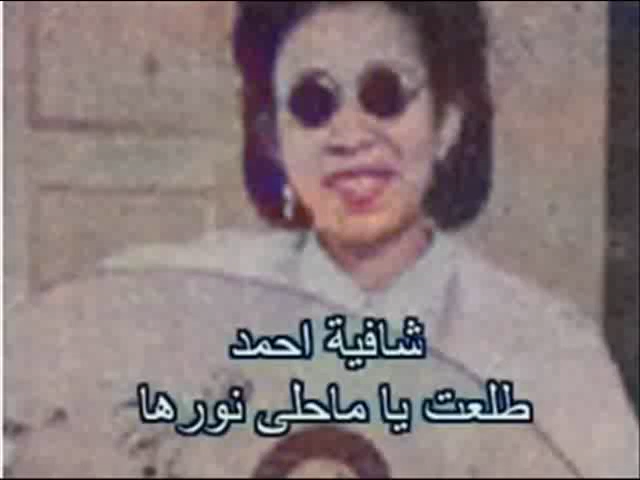 شافية احمد
طلعت يا ماحلى نورها